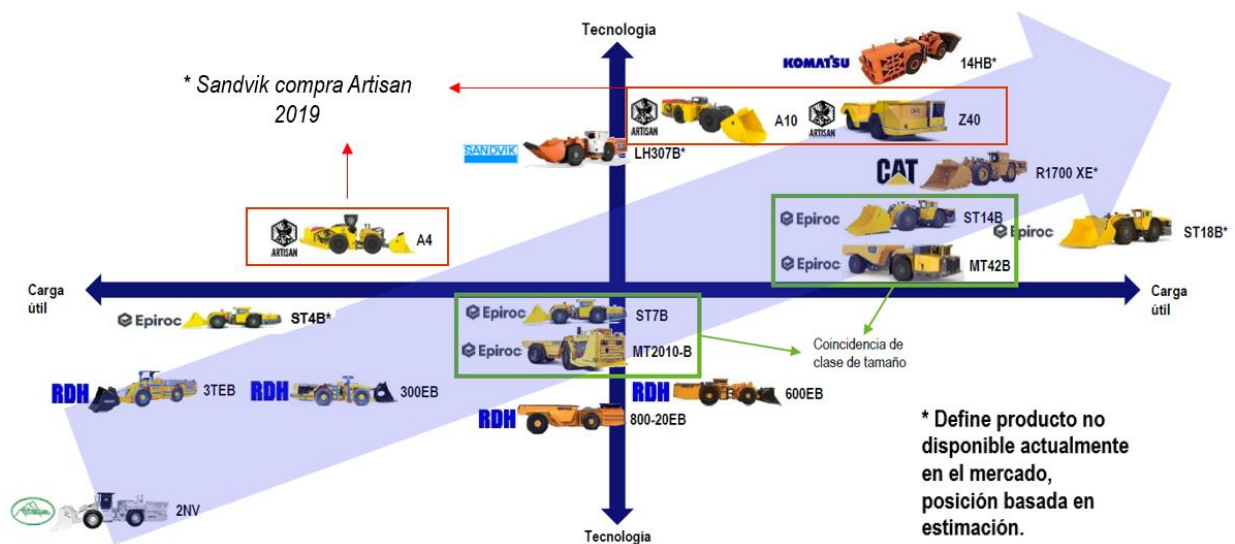 Tecnología
KOMATSU
14HB*
* Sandvik compra Artisan
2019
ARTISAN
A10
ARTISAN
Z40
SANDVIK
LH307B*
CAT
R1700 XE*
ARTISAN
A4
Epiroc
ST14B
Epiroc
ST18B*
Epiroc
MT42B
Carga
útil
Carga
útil
Epiroc
ST4B*
Epiroc
ST7B
Epiroc
MT2010-B
Coincidencia de
clase de tamaño
RDH
3TEB
RDH
300EB
RDH
600EB
RDH
800-20EB
* Define producto no
disponible actualmente
en el mercado,
posición basada en
estimación.
2NV
Tecnología